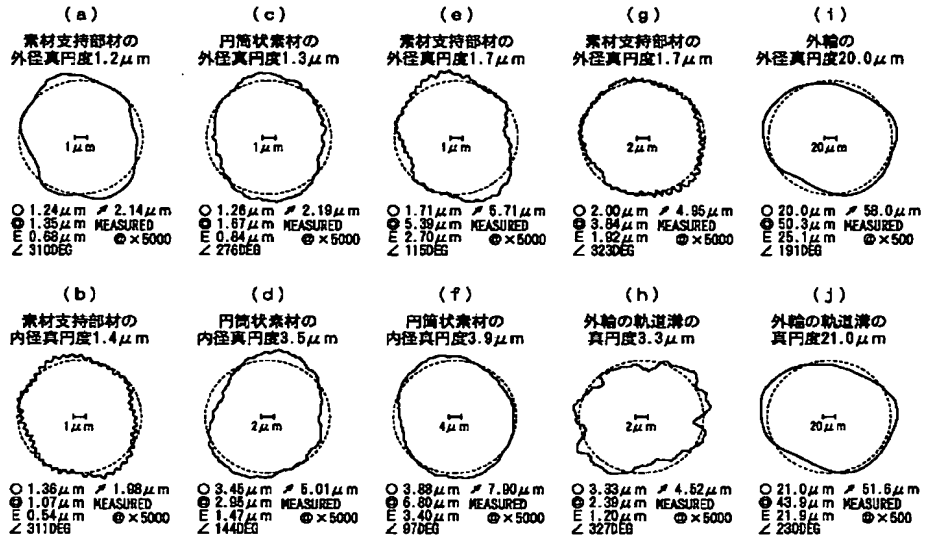 (a)
素材支持部材の
外径真円度1.2μm
1μm
○ 1.24μm ↗ 2.14μm
◎ 1.35μm MEASURED
E 0.68μm @×5000
∠ 310DEG
(c)
円筒状素材の
外径真円度1.3μm
1μm
○ 1.26μm ↗ 2.19μm
◎ 1.67μm MEASURED
E 0.84μm @×5000
∠ 276DEG
(e)
素材支持部材の
外径真円度1.7μm
1μm
○ 1.71μm ↗ 5.71μm
◎ 5.39μm MEASURED
E 2.70μm @×5000
∠ 115DEG
(g)
素材支持部材の
外径真円度1.7μm
2μm
○ 2.00μm ↗ 4.95μm
◎ 3.84μm MEASURED
E 1.92μm @×5000
∠ 323DEG
(i)
外輪の
外径真円度20.0μm
20μm
○ 20.0μm ↗ 58.0μm
◎ 50.3μm MEASURED
E 25.1μm @×500
∠ 191DEG
(b)
素材支持部材の
内径真円度1.4μm
1μm
○ 1.36μm ↗ 1.98μm
◎ 1.07μm MEASURED
E 0.54μm @×5000
∠ 311DEG
(d)
円筒状素材の
内径真円度3.5μm
2μm
○ 3.45μm ↗ 5.01μm
◎ 2.95μm MEASURED
E 1.47μm @×5000
∠ 144DEG
(f)
円筒状素材の
内径真円度3.9μm
4μm
○ 3.88μm ↗ 7.90μm
◎ 6.80μm MEASURED
E 3.40μm @×5000
∠ 97DEG
(h)
外輪の軌道溝の
真円度3.3μm
2μm
○ 3.33μm ↗ 4.52μm
◎ 2.39μm MEASURED
E 1.20μm @×5000
∠ 327DEG
(j)
外輪の軌道溝の
真円度21.0μm
20μm
○ 21.0μm ↗ 51.6μm
◎ 43.9μm MEASURED
E 21.9μm @×500
∠ 230DEG